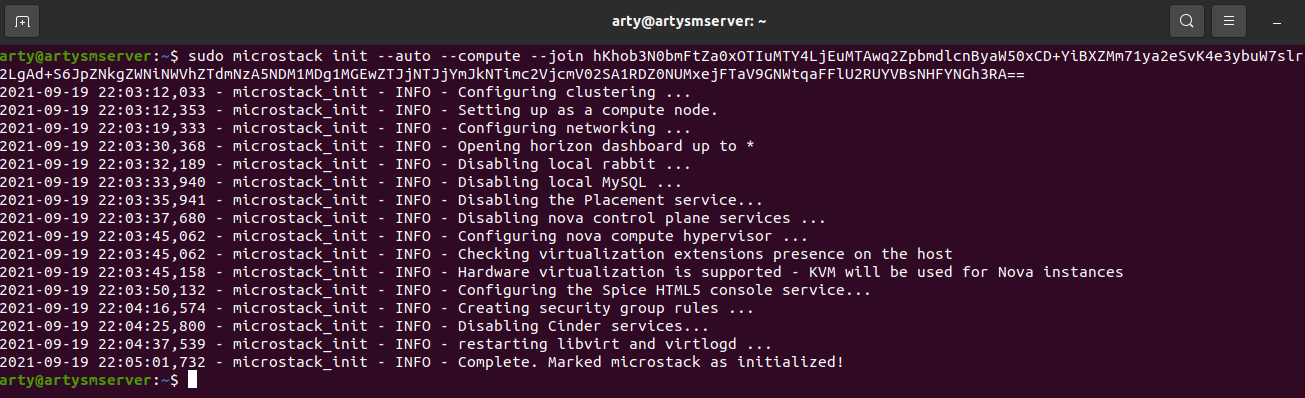 arty@artysmserver: ~
arty@artysmserver:~$ sudo microstack init --auto --compute --join hKhob3N0bmFtZa0xOTIuMTY4LjEuMTAwq2ZpbmdlcnByaW50xCD+YiBXZMm71ya2eSvK4e3ybuW7slr
2LgAd+S6JpZNkgZWNiNWVhZTdmNzA5NDM1MDg1MGEwZTJjNTJjYmJkNTimc2VjcmV02SA1RDZ0NUMxejFTaV9GNWtqaFFlU2RUYVBsNHFYNGh3RA==
2021-09-19 22:03:12,033 - microstack_init - INFO - Configuring clustering ...
2021-09-19 22:03:12,353 - microstack_init - INFO - Setting up as a compute node.
2021-09-19 22:03:19,333 - microstack_init - INFO - Configuring networking ...
2021-09-19 22:03:30,368 - microstack_init - INFO - Opening horizon dashboard up to *
2021-09-19 22:03:32,189 - microstack_init - INFO - Disabling local rabbit ...
2021-09-19 22:03:33,940 - microstack_init - INFO - Disabling local MySQL ...
2021-09-19 22:03:35,941 - microstack_init - INFO - Disabling the Placement service...
2021-09-19 22:03:37,680 - microstack_init - INFO - Disabling nova control plane services ...
2021-09-19 22:03:45,062 - microstack_init - INFO - Configuring nova compute hypervisor ...
2021-09-19 22:03:45,062 - microstack_init - INFO - Checking virtualization extensions presence on the host
2021-09-19 22:03:45,158 - microstack_init - INFO - Hardware virtualization is supported - KVM will be used for Nova instances
2021-09-19 22:03:50,132 - microstack_init - INFO - Configuring the Spice HTML5 console service...
2021-09-19 22:04:16,574 - microstack_init - INFO - Creating security group rules ...
2021-09-19 22:04:25,800 - microstack_init - INFO - Disabling Cinder services...
2021-09-19 22:04:37,539 - microstack_init - INFO - restarting libvirt and virtlogd ...
2021-09-19 22:05:01,732 - microstack_init - INFO - Complete. Marked microstack as initialized!
arty@artysmserver:~$